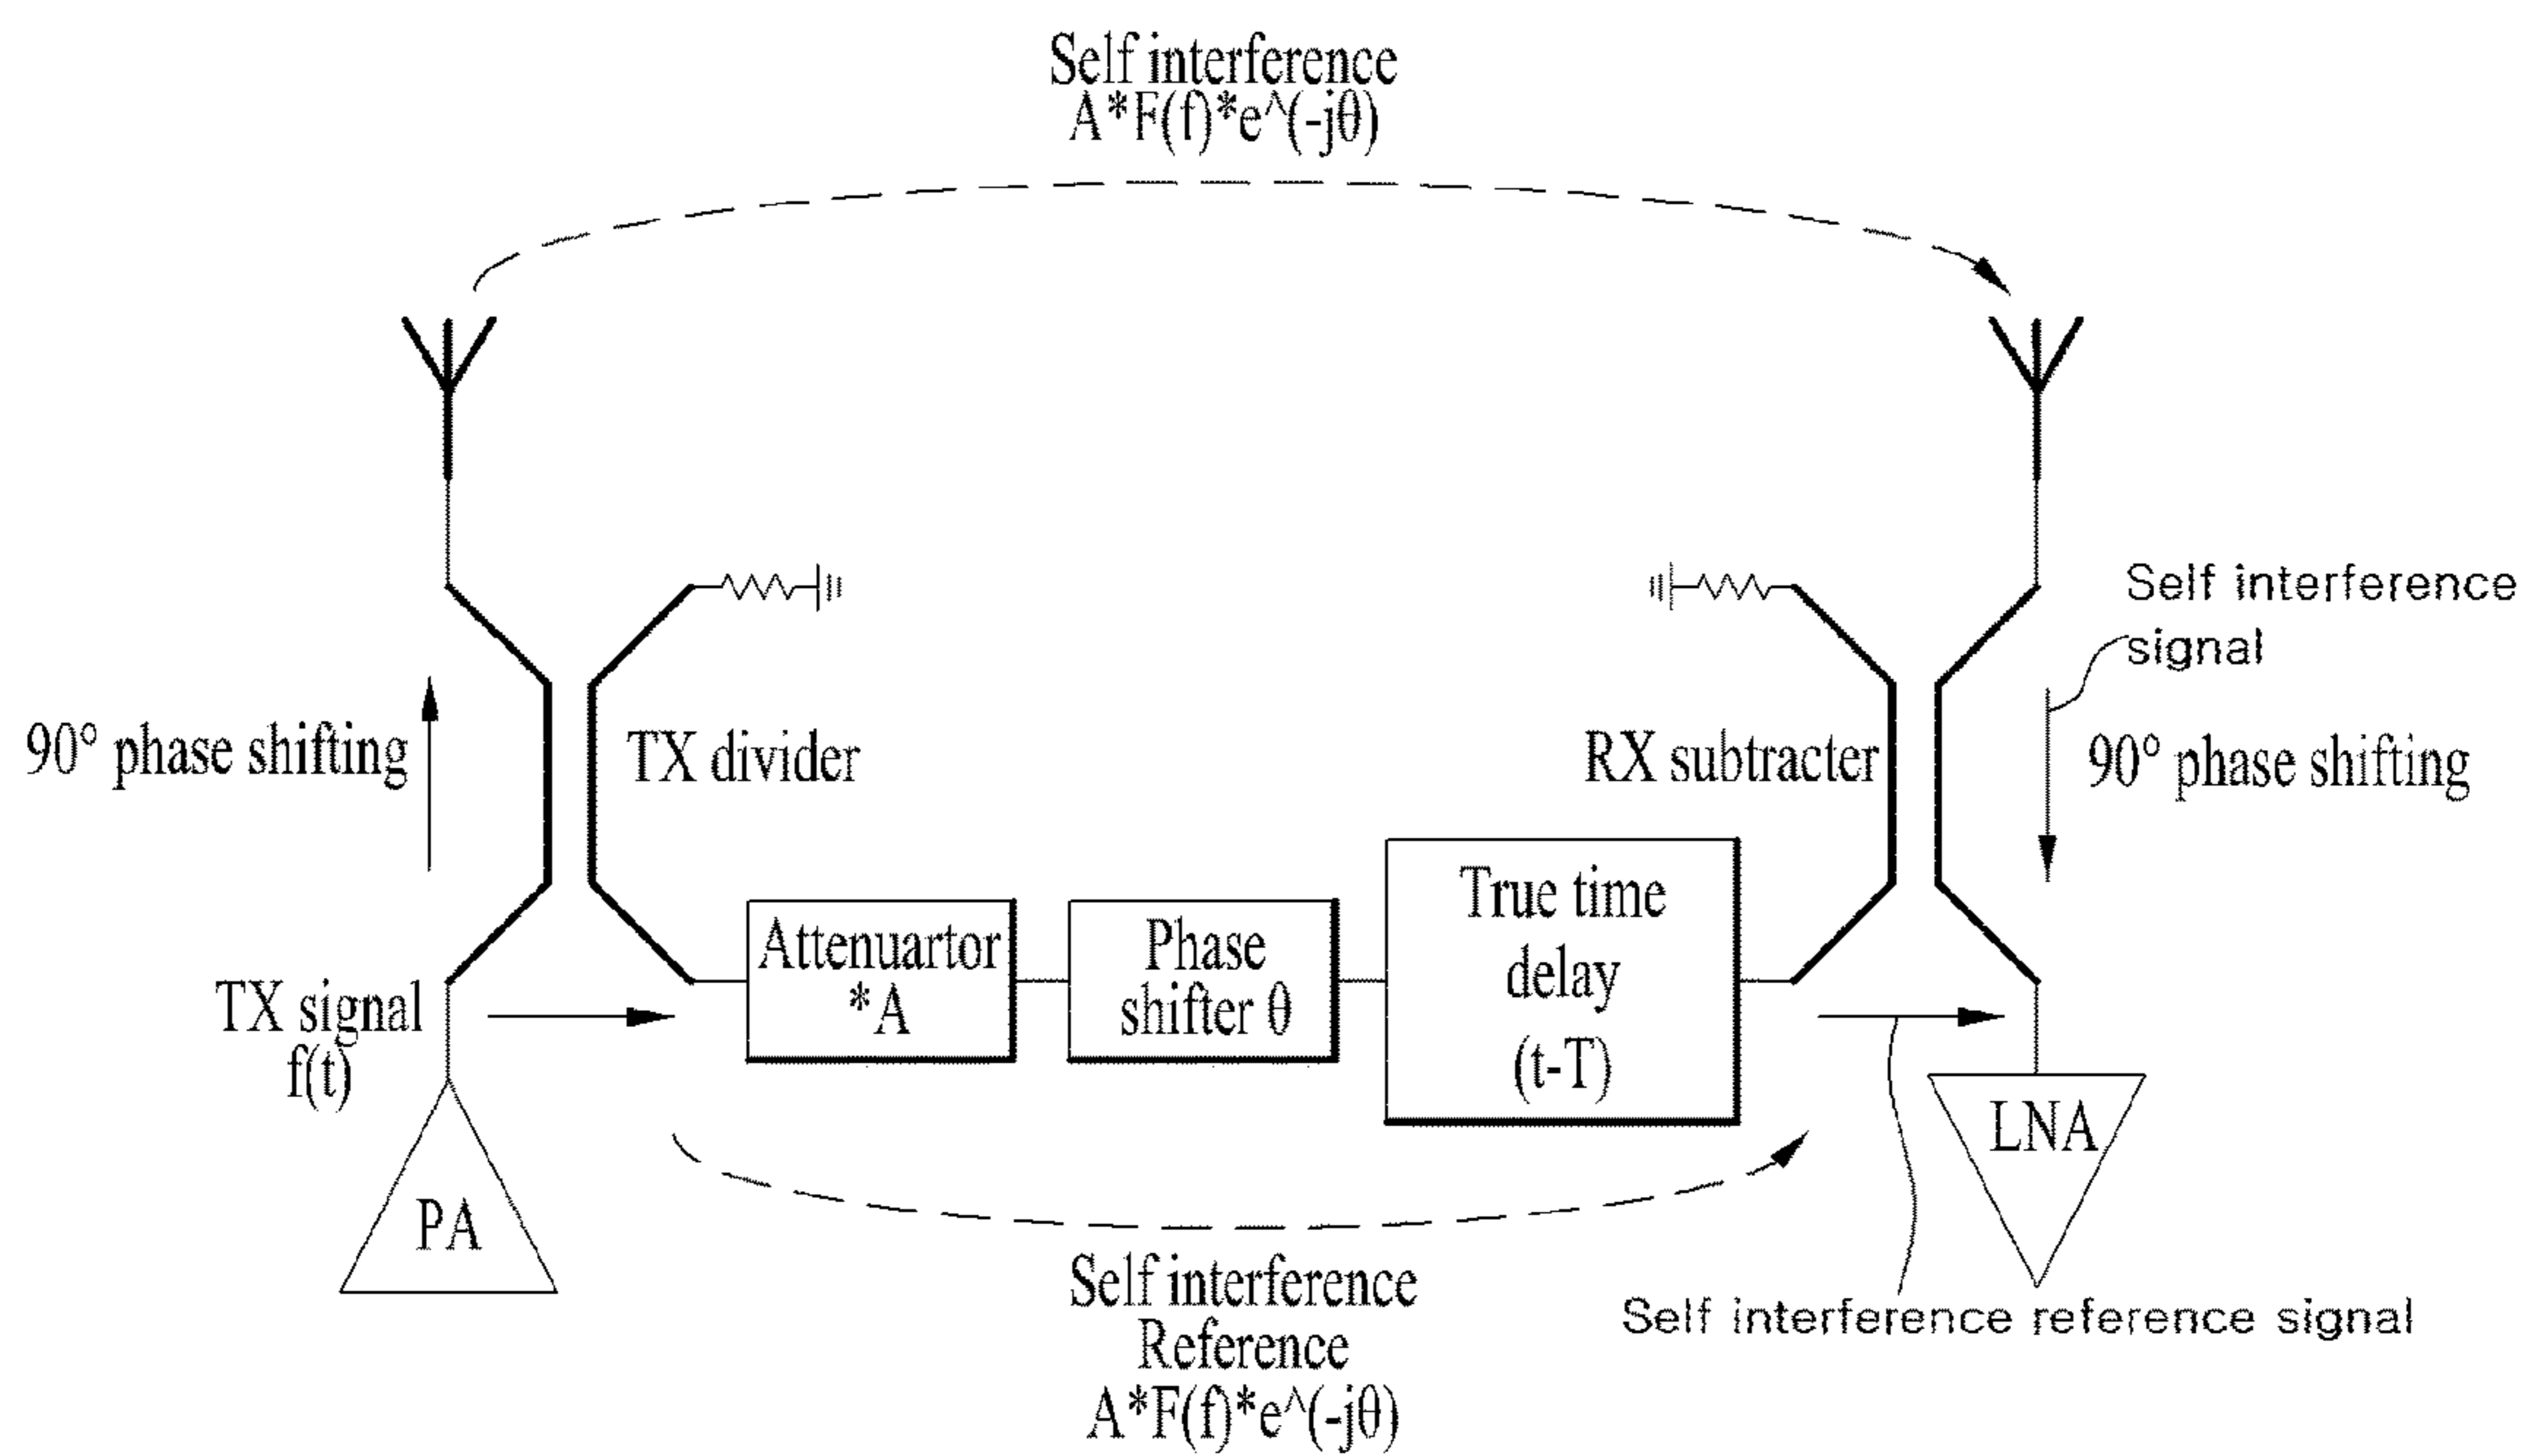 Self interference
A*F(f)*e^(-jθ)
Self interference
signal
90° phase shifting
TX divider
RX subtracter
90° phase shifting
TX signal
f(t)
Attenuartor
*A
Phase
shifter θ
True time
delay
(t-T)
PA
LNA
Self interference
Reference
A*F(f)*e^(-jθ)
Self interference reference signal